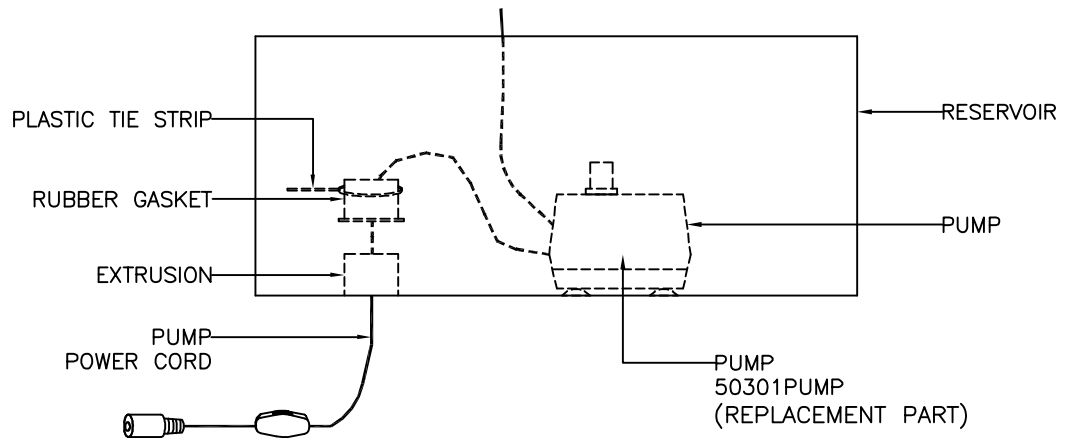 PLASTIC TIE STRIP
RUBBER GASKET
EXTRUSION
PUMP
POWER CORD
RESERVOIR
PUMP
PUMP
50301PUMP
(REPLACEMENT PART)